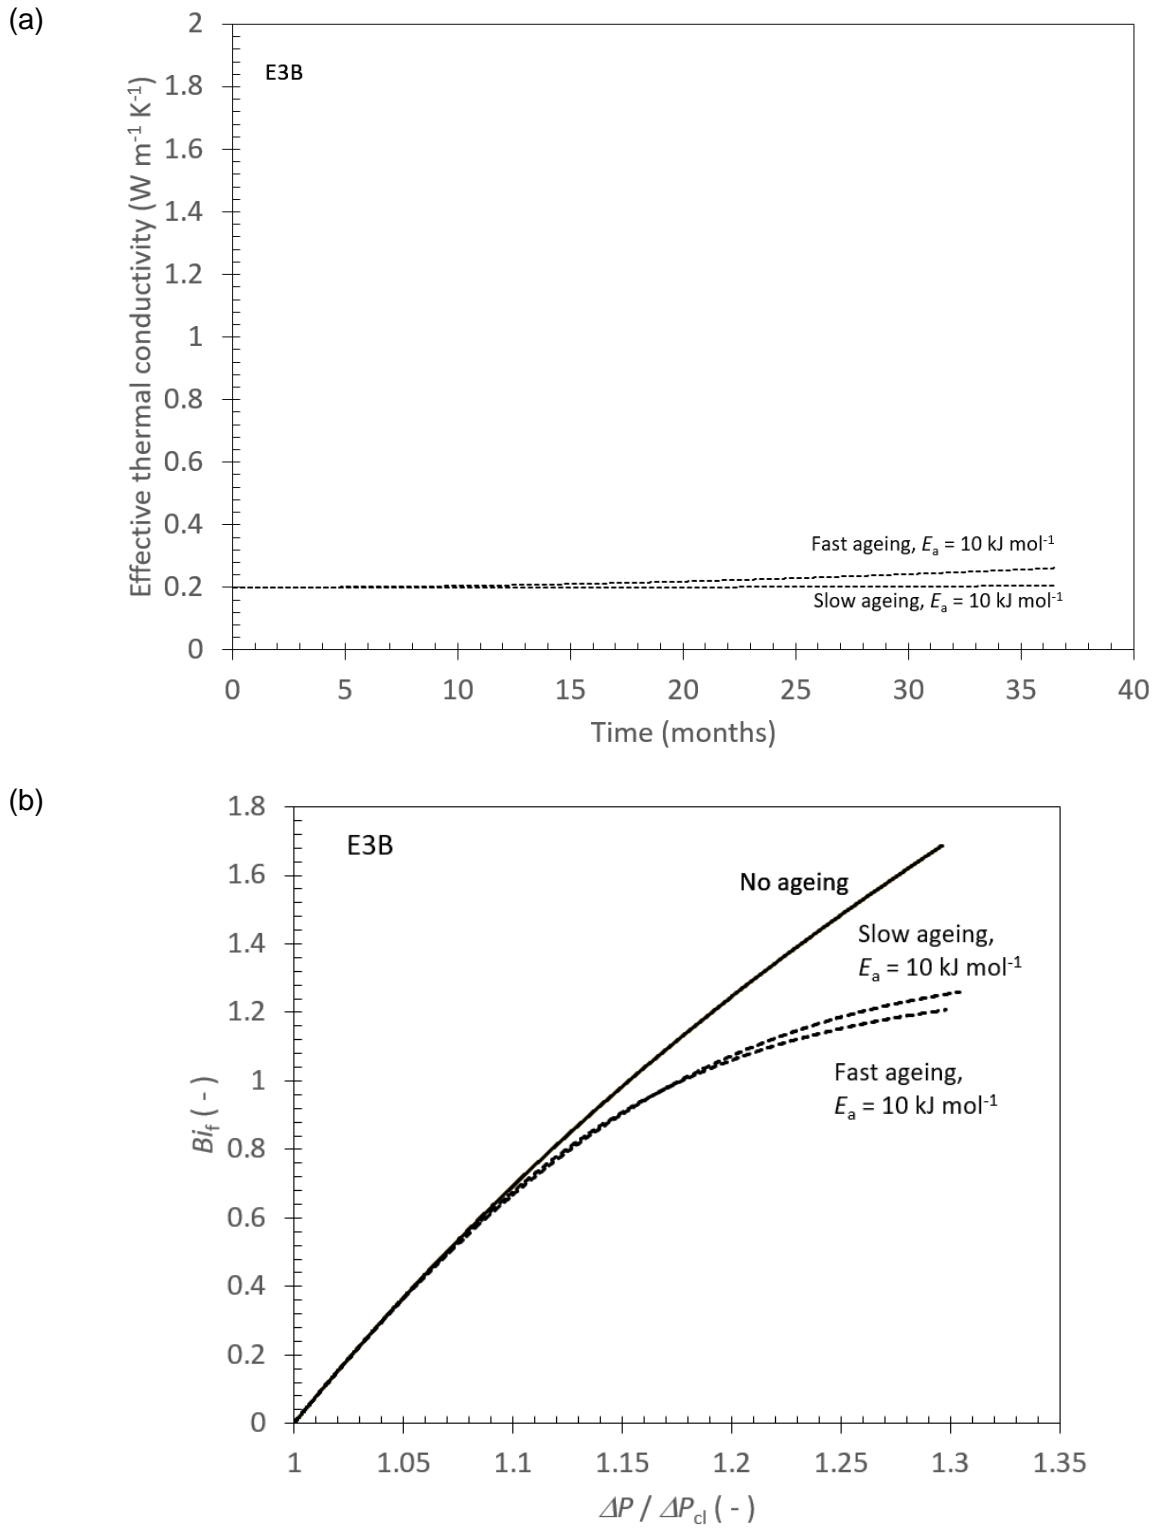 (a)
2
E3B
1.8
1.6
1.4
1.2
1
0.8
0.6
0.4
0.2
0
Effective thermal conductivity (W m⁻¹ K⁻¹)
Fast ageing, Eₐ = 10 kJ mol⁻¹
Slow ageing, Eₐ = 10 kJ mol⁻¹
0 5 10 15 20 25 30 35 40
Time (months)
(b)
1.8
E3B
1.6
1.4
1.2
1
0.8
0.6
0.4
0.2
0
Bi_f ( - )
No ageing
Slow ageing,
Eₐ = 10 kJ mol⁻¹
Fast ageing,
Eₐ = 10 kJ mol⁻¹
1 1.05 1.1 1.15 1.2 1.25 1.3 1.35
ΔP / ΔP_cl ( - )